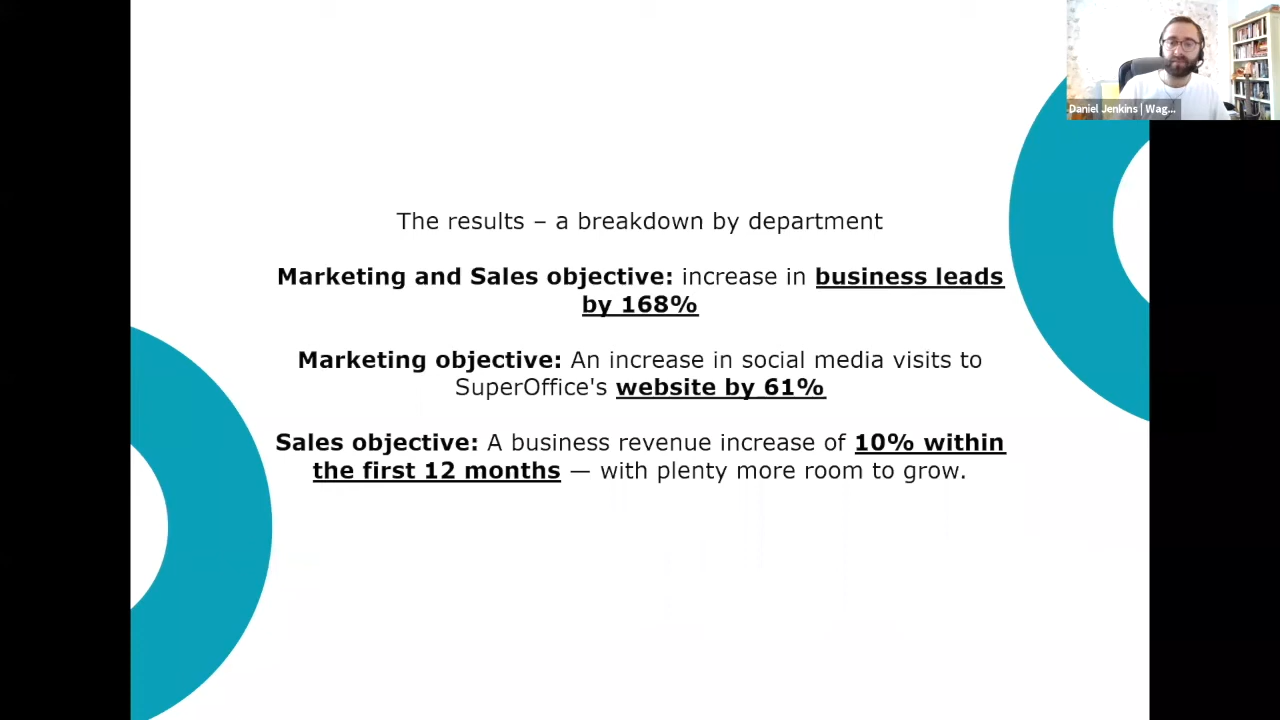 Daniel Jenkins | Wag...
The results – a breakdown by department
Marketing and Sales objective: increase in business leads
by 168%
Marketing objective: An increase in social media visits to
SuperOffice's website by 61%
Sales objective: A business revenue increase of 10% within
the first 12 months — with plenty more room to grow.